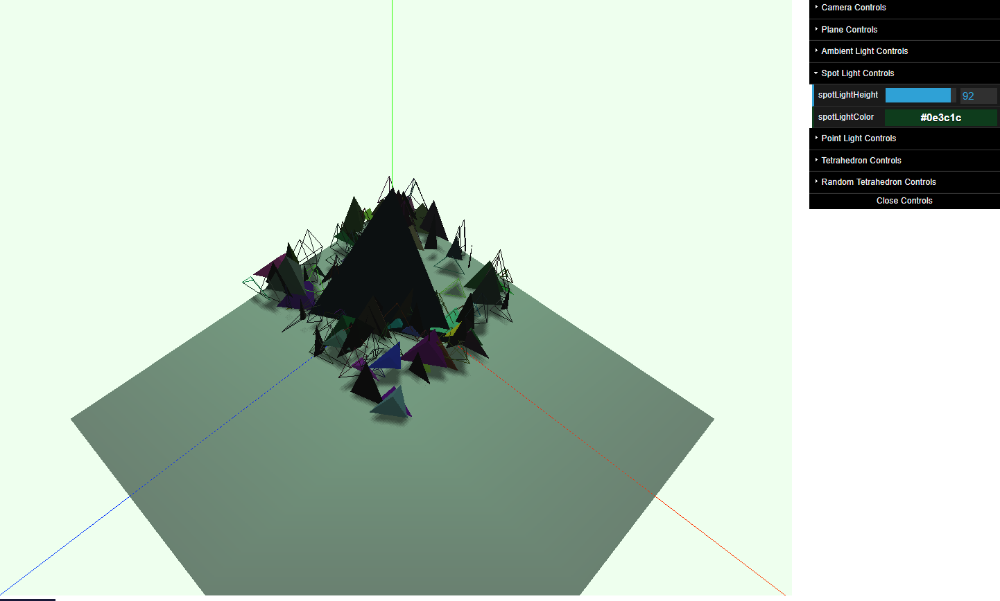 Camera Controls
Plane Controls
Ambient Light Controls
Spot Light Controls
spotLightHeight 92
spotLightColor #0e3c1c
Point Light Controls
Tetrahedron Controls
Random Tetrahedron Controls
Close Controls